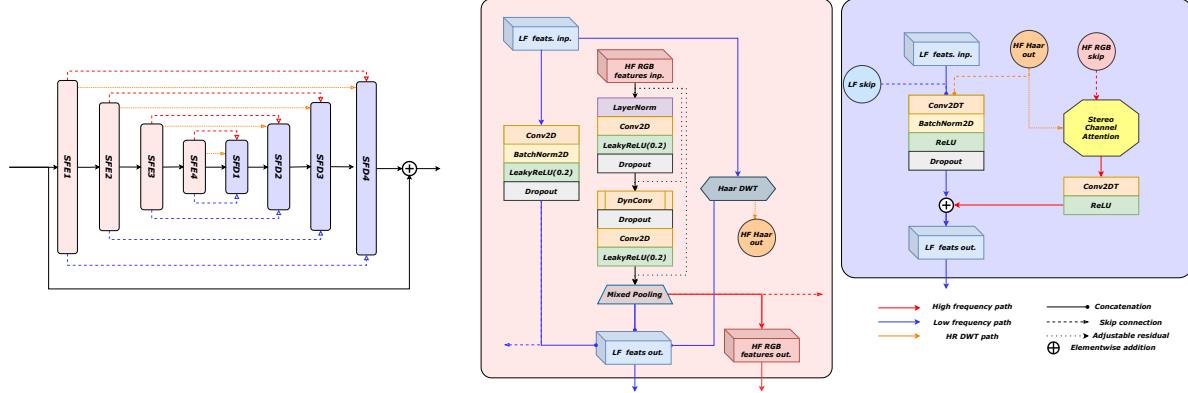 SFE1
SFE2
SFE3
SFE4
SFD1
SFD2
SFD3
SFD4
LF feats. inp.
HF RGB
features inp.
LayerNorm
Conv2D
LeakyReLU(0.2)
Dropout
DynConv
Dropout
Conv2D
LeakyReLU(0.2)
Conv2D
BatchNorm2D
LeakyReLU(0.2)
Dropout
Haar DWT
HF Haar
out
Mixed Pooling
LF feats out.
HF RGB
features out.
LF feats. inp.
HF Haar
out
HF RGB
skip
LF skip
Conv2DT
BatchNorm2D
ReLU
Dropout
Stereo
Channel
Attention
Conv2DT
ReLU
LF feats out.
High frequency path
Low frequency path
HR DWT path
Concatenation
Skip connection
Adjustable residual
Elementwise addition